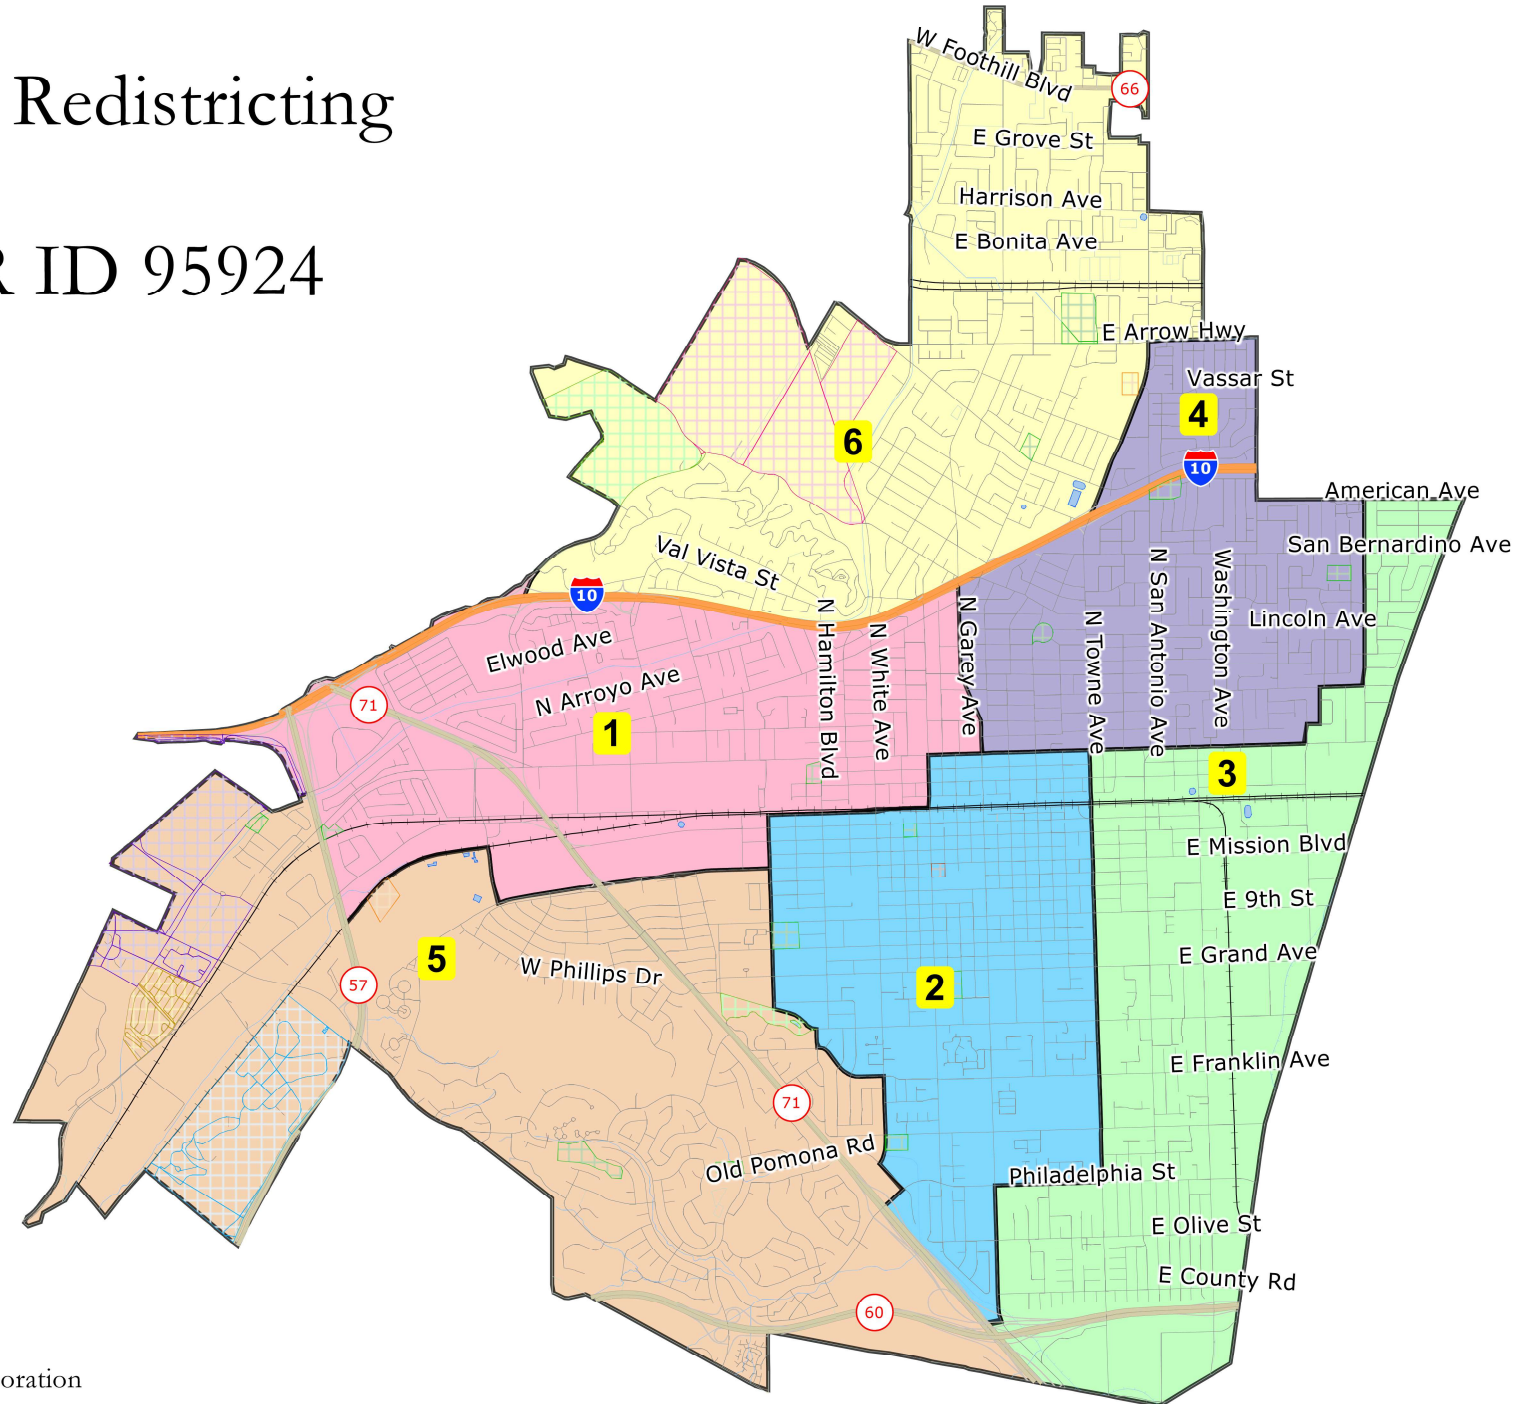 Redistricting
R ID 95924
W Foothill Blvd
66
E Grove St
Harrison Ave
E Bonita Ave
E Arrow Hwy
Vassar St
4
6
10
American Ave
San Bernardino Ave
Val Vista St
10
N Hamilton Blvd
N White Ave
N Garey Ave
N Towne Ave
N San Antonio Ave
Washington Ave
Lincoln Ave
Elwood Ave
N Arroyo Ave
71
1
3
E Mission Blvd
E 9th St
E Grand Ave
5
W Phillips Dr
57
2
E Franklin Ave
71
Old Pomona Rd
Philadelphia St
E Olive St
E County Rd
60
oration